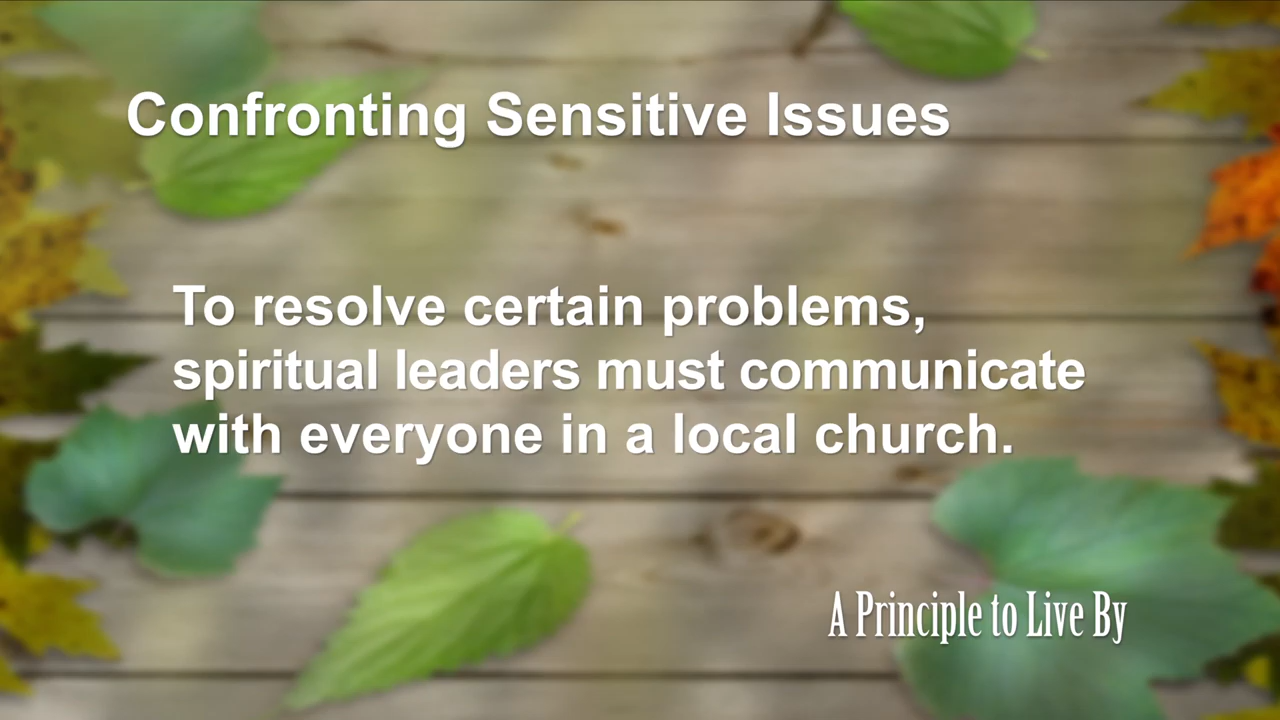 Confronting Sensitive Issues
To resolve certain problems,
spiritual leaders must communicate
with everyone in a local church.
A Principle to Live By